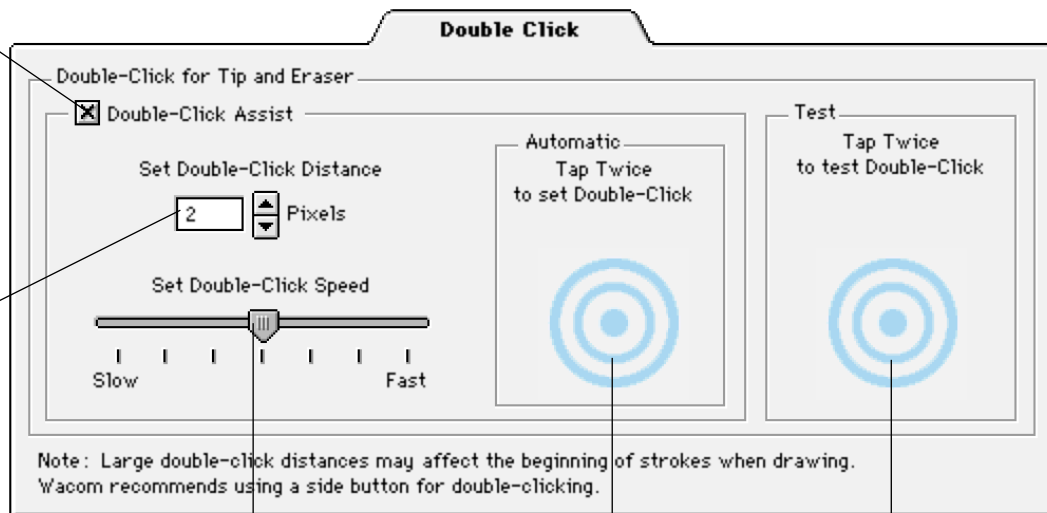 Double Click
Double-Click for Tip and Eraser
Double-Click Assist
Set Double-Click Distance
2 Pixels
Set Double-Click Speed
Slow Fast
Automatic
Tap Twice
to set Double-Click
Test
Tap Twice
to test Double-Click
Note: Large double-click distances may affect the beginning of strokes when drawing.
Wacom recommends using a side button for double-clicking.